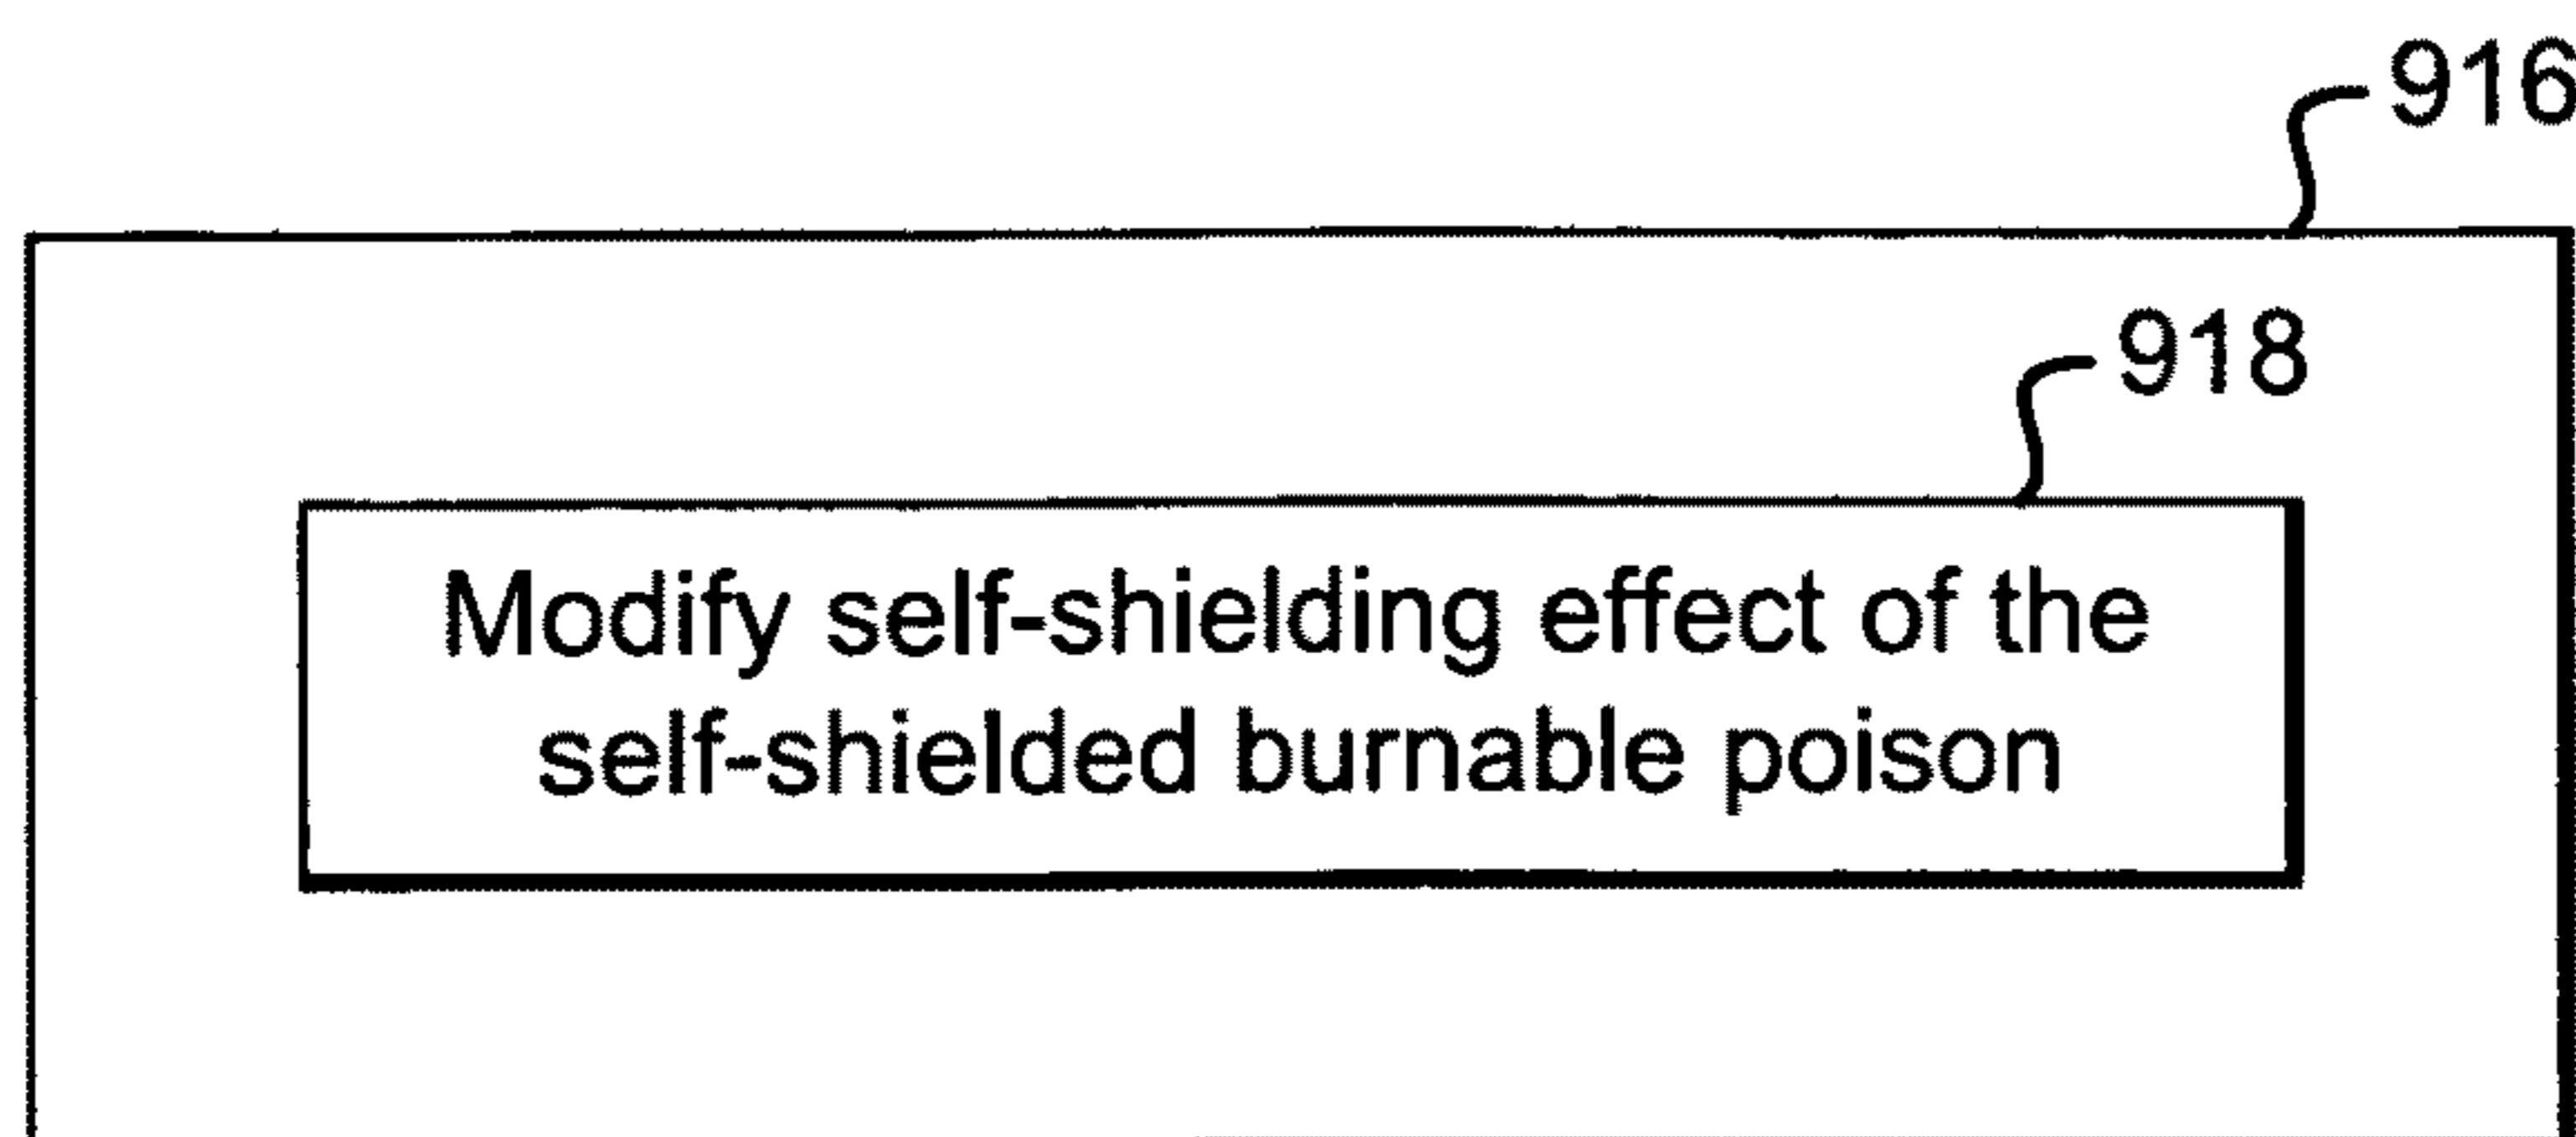 916
918
Modify self-shielding effect of the
self-shielded burnable poison